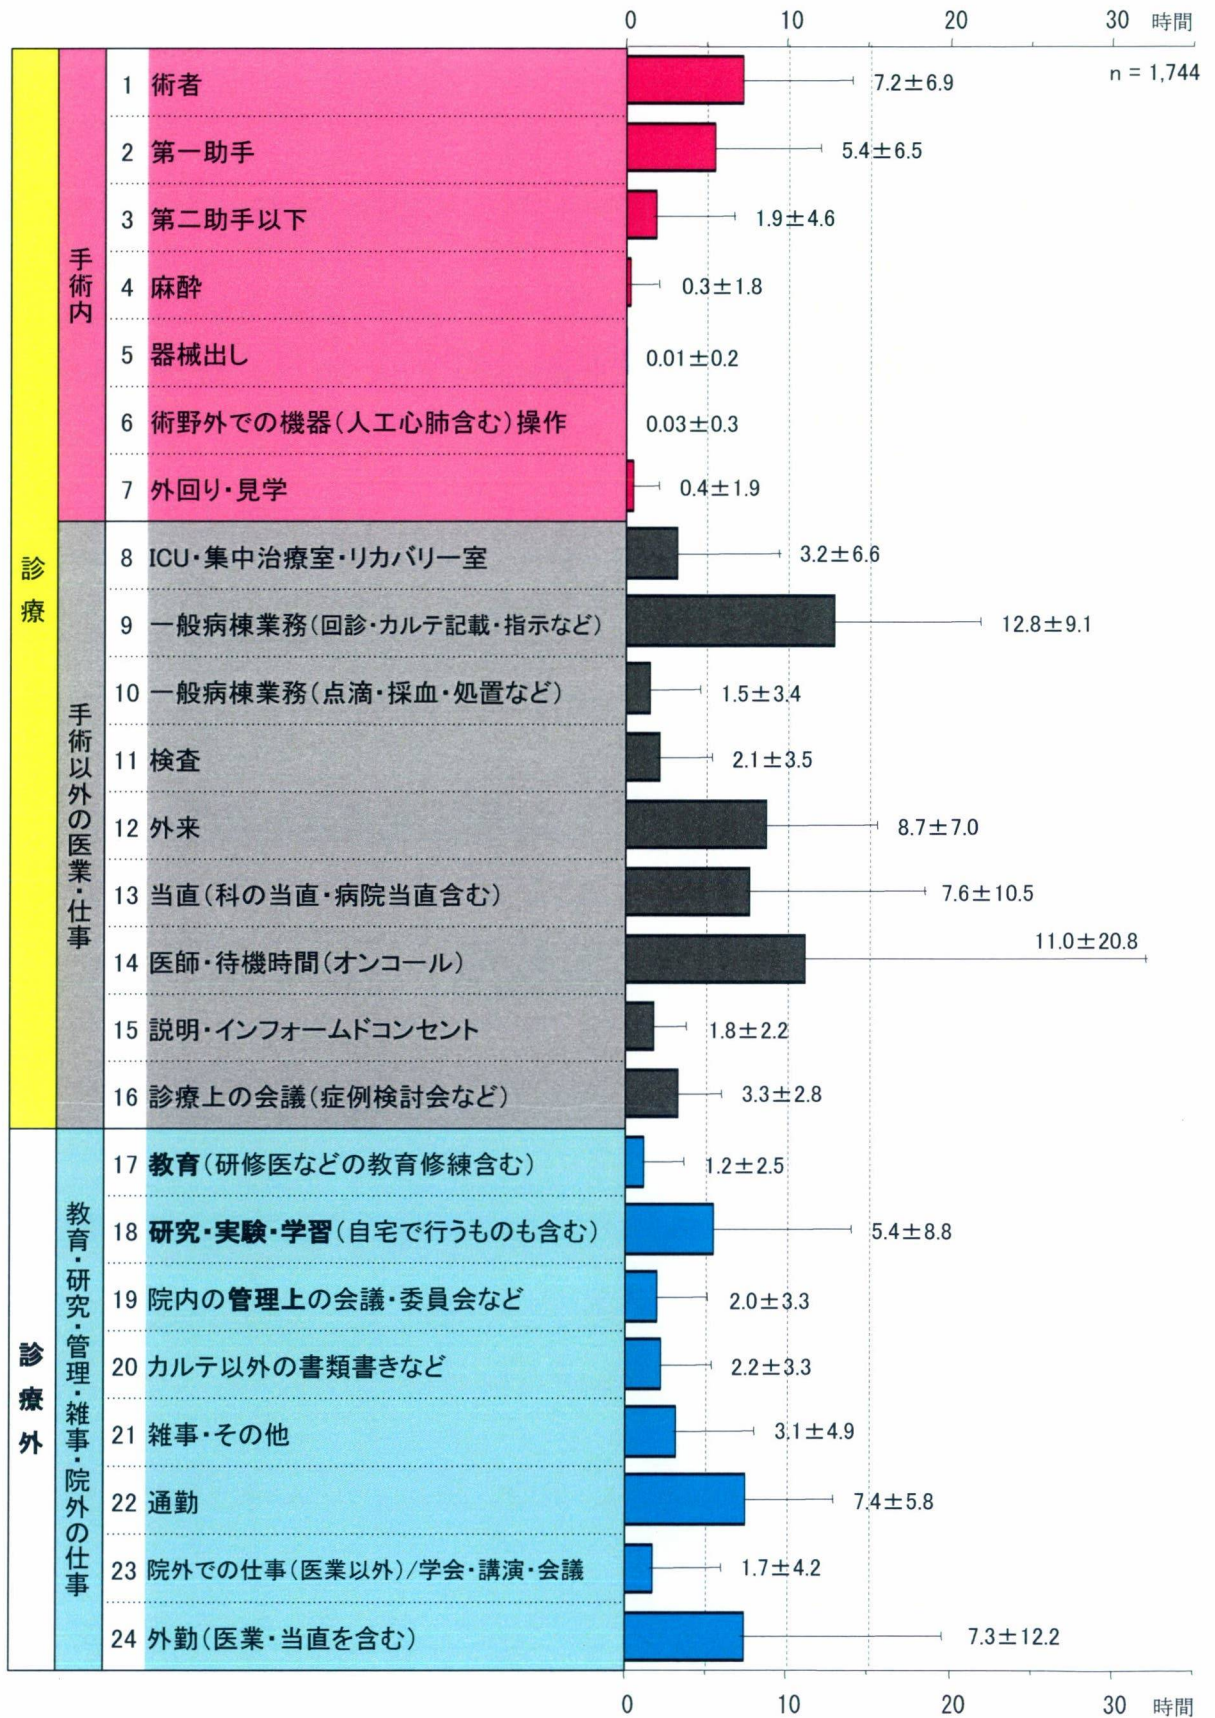 0 10 20 30 時間
n = 1,744
診療
手術内
1 術者 7.2±6.9
2 第一助手 5.4±6.5
3 第二助手以下 1.9±4.6
4 麻酔 0.3±1.8
5 器械出し 0.01±0.2
6 術野外での機器(人工心肺含む)操作 0.03±0.3
7 外回り・見学 0.4±1.9
手術以外の医業・仕事
8 ICU・集中治療室・リカバリー室 3.2±6.6
9 一般病棟業務(回診・カルテ記載・指示など) 12.8±9.1
10 一般病棟業務(点滴・採血・処置など) 1.5±3.4
11 検査 2.1±3.5
12 外来 8.7±7.0
13 当直(科の当直・病院当直含む) 7.6±10.5
14 医師・待機時間(オンコール) 11.0±20.8
15 説明・インフォームドコンセント 1.8±2.2
16 診療上の会議(症例検討会など) 3.3±2.8
診療外
教育・研究・管理・雑事・院外の仕事
17 教育(研修医などの教育修練含む) 1.2±2.5
18 研究・実験・学習(自宅で行うものも含む) 5.4±8.8
19 院内の管理上の会議・委員会など 2.0±3.3
20 カルテ以外の書類書きなど 2.2±3.3
21 雑事・その他 3.1±4.9
22 通勤 7.4±5.8
23 院外での仕事(医業以外)/学会・講演・会議 1.7±4.2
24 外勤(医業・当直を含む) 7.3±12.2
0 10 20 30 時間